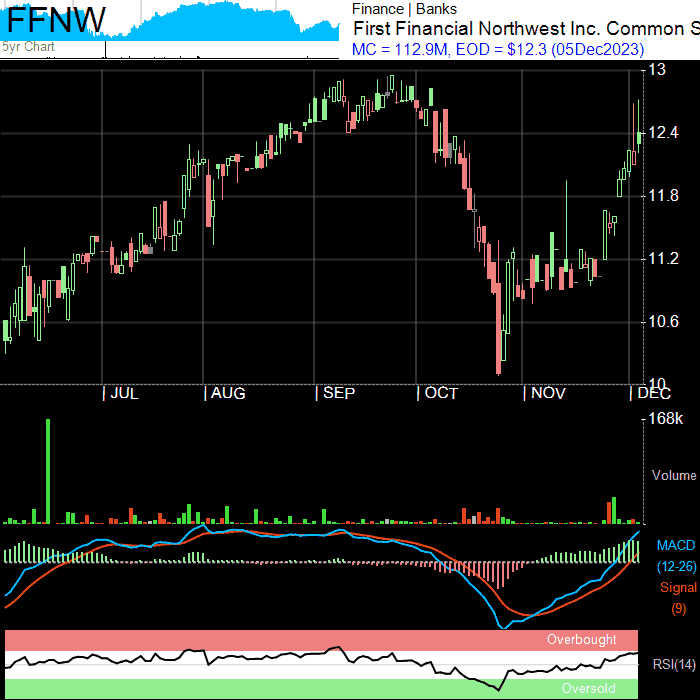 FFNW
5yr Chart
Finance | Banks
First Financial Northwest Inc. Common S
MC = 112.9M, EOD = $12.3 (05Dec2023)
13
12.4
11.8
11.2
10.6
10
| JUL | AUG | SEP | OCT | NOV | DEC
168k
Volume
MACD
(12-26)
Signal
(9)
Overbought
RSI(14)
Oversold